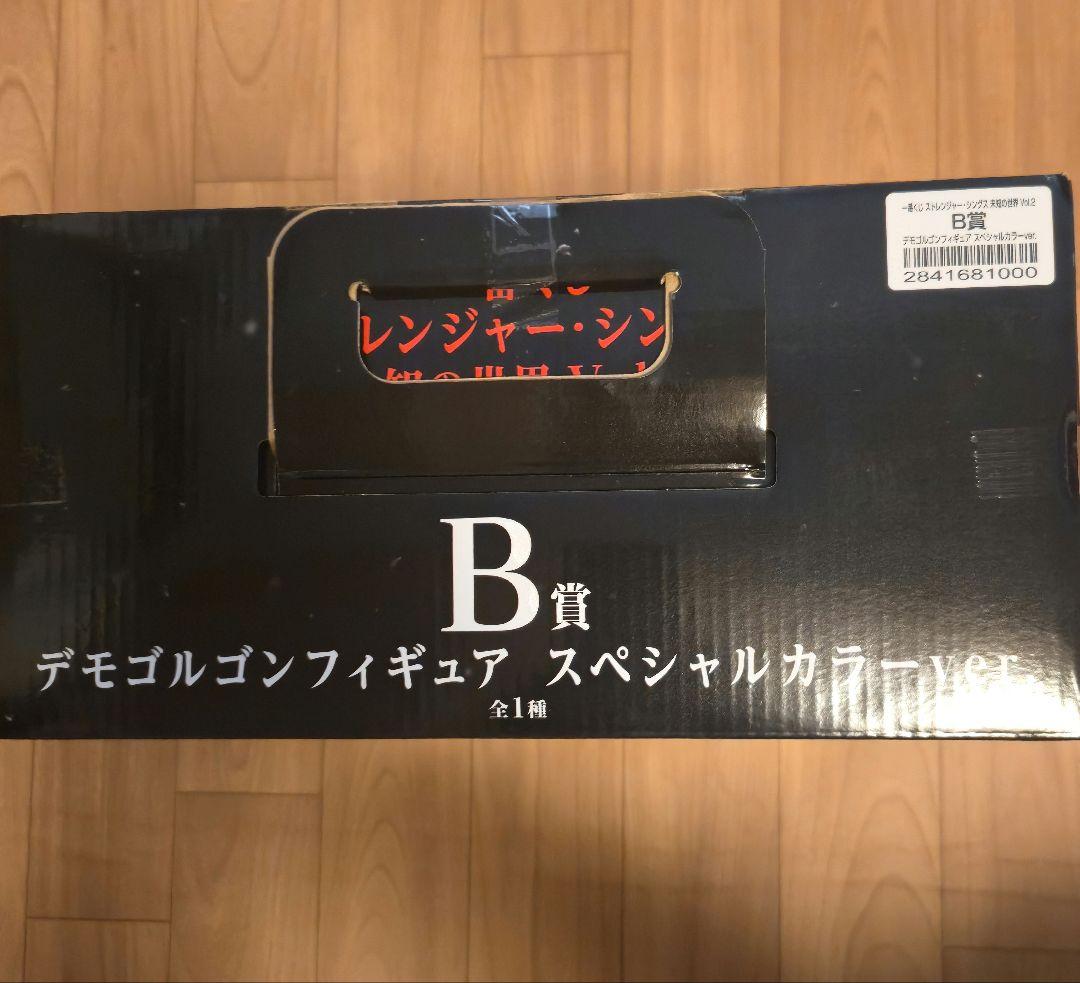 一番くじ ストレンジャー・シングス 未知の世界 Vol.2
B賞
デモゴルゴンフィギュア スペシャルカラーver.
2841681000
レンジャー・シン
の世界
B賞
デモゴルゴンフィギュア スペシャルカラーver.
全1種